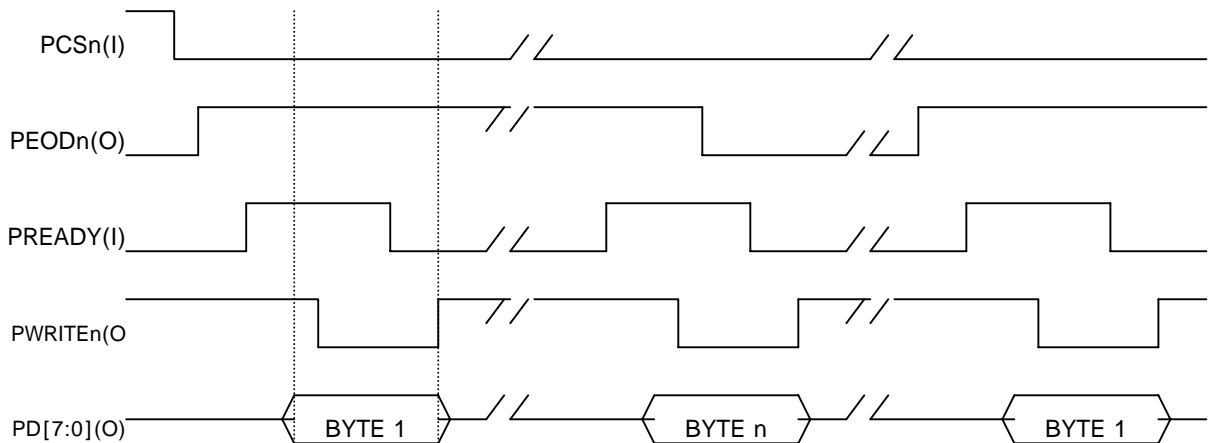 PCSn(I)
PEODn(O)
PREADY(I)
PWRITEn(O
PD[7:0](O)
BYTE 1
BYTE n
BYTE 1